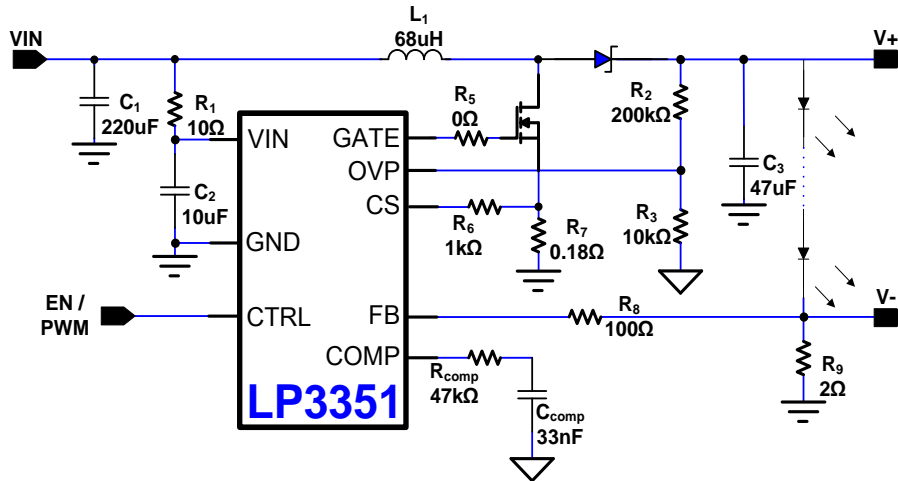 VIN
L1
68uH
V+
C1
220uF
R1
10Ω
R5
0Ω
R2
200kΩ
VIN
GATE
OVP
CS
C2
10uF
C3
47uF
R6
1kΩ
R7
0.18Ω
R3
10kΩ
GND
EN /
PWM
CTRL
FB
R8
100Ω
V-
COMP
Rcomp
47kΩ
R9
2Ω
LP3351
Ccomp
33nF